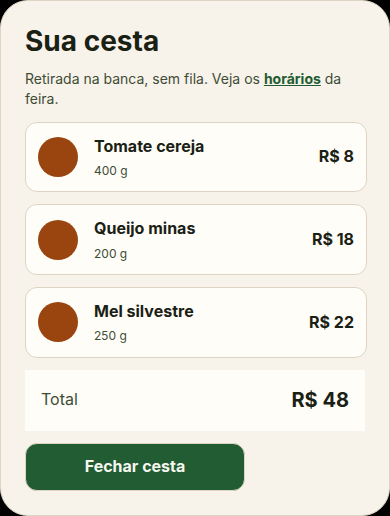 Sua cesta
Retirada na banca, sem fila. Veja os horários da
feira.
Tomate cereja
400 g
R$ 8
Queijo minas
200 g
R$ 18
Mel silvestre
250 g
R$ 22
Total
R$ 48
Fechar cesta